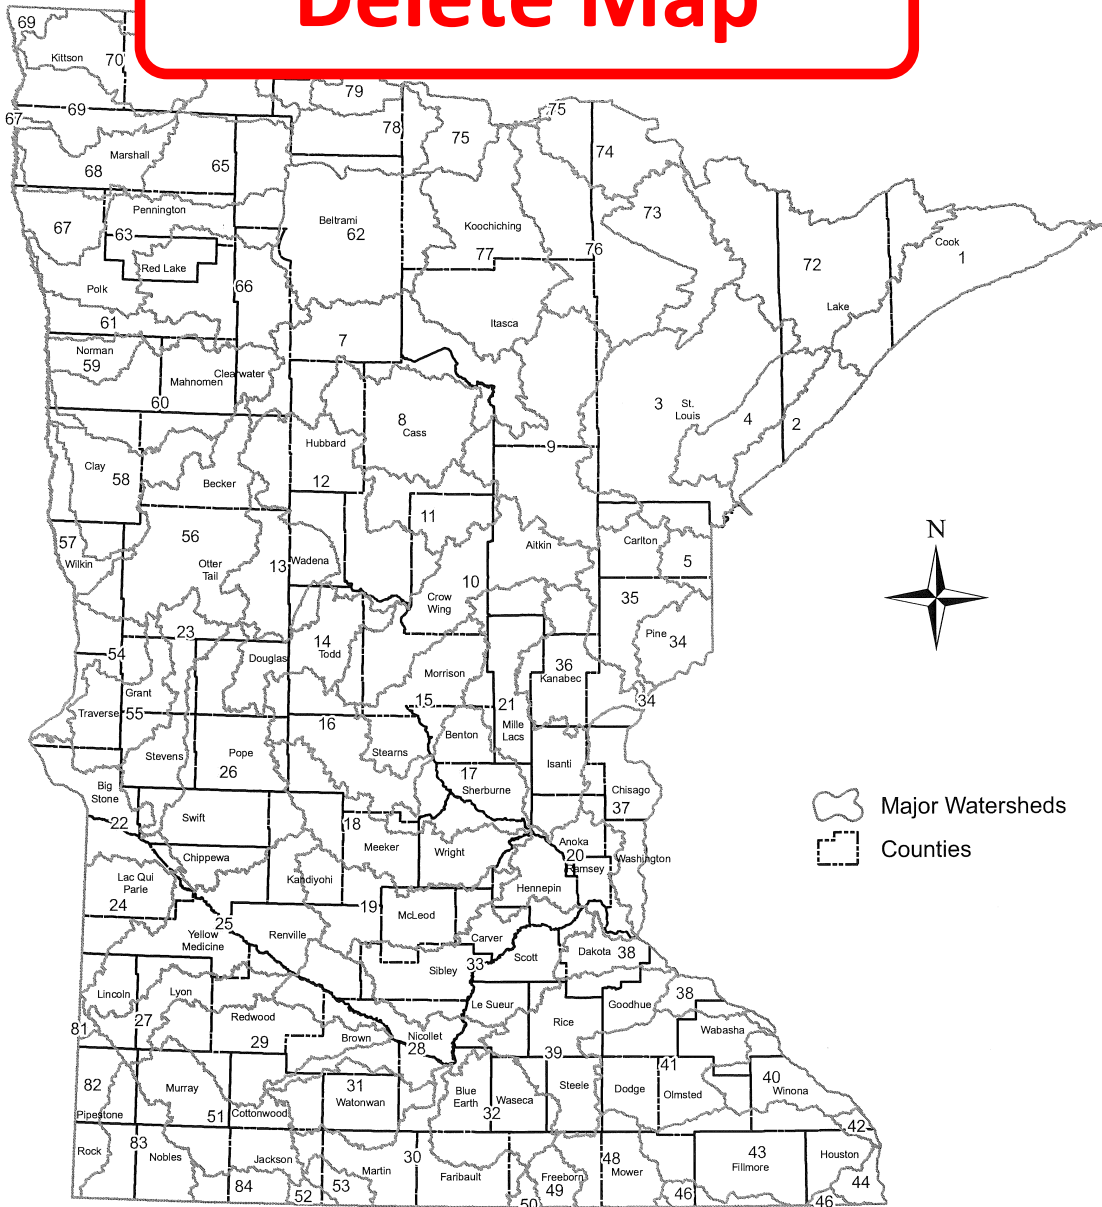 Delete Map
69
Kittson
70
79
69
67
78
75
75
74
Marshall
68
65
Pennington
67
63
Beltrami
62
Koochiching
77
73
76
72
Cook
1
Red Lake
Polk
66
61
Lake
Itasca
7
Norman
59
Mahnomen
Clearwater
60
8
Cass
3
St.
Louis
4
2
Hubbard
9
Clay
58
Becker
12
11
56
57
Wilkin
Otter
Tail
13
Wadena
Aitkin
Carlton
5
10
Crow
Wing
35
N
23
14
Todd
Pine
34
54
Douglas
36
Kanabec
Morrison
Grant
34
Traverse
55
15
21
16
Mille
Lacs
Benton
Stevens
Pope
26
Stearns
Isanti
17
Sherburne
Big
Stone
Chisago
37
Major Watersheds
22
Swift
18
Meeker
Wright
Anoka
20
Ramsey
Washington
Counties
Chippewa
Lac Qui
Parle
24
Kandiyohi
Hennepin
19
McLeod
25
Yellow
Medicine
Renville
Carver
Scott
Dakota
38
33
Sibley
Lincoln
Lyon
Le Sueur
Goodhue
38
81
27
Redwood
29
Brown
Nicollet
28
Rice
Wabasha
39
41
82
Pipestone
Murray
51
Cottonwood
31
Watonwan
Blue
Earth
32
Waseca
Steele
Dodge
Olmsted
40
Winona
42
Rock
83
Nobles
Jackson
84
52
53
Martin
30
Faribault
Freeborn
49
50
48
Mower
46
43
Fillmore
Houston
44
46